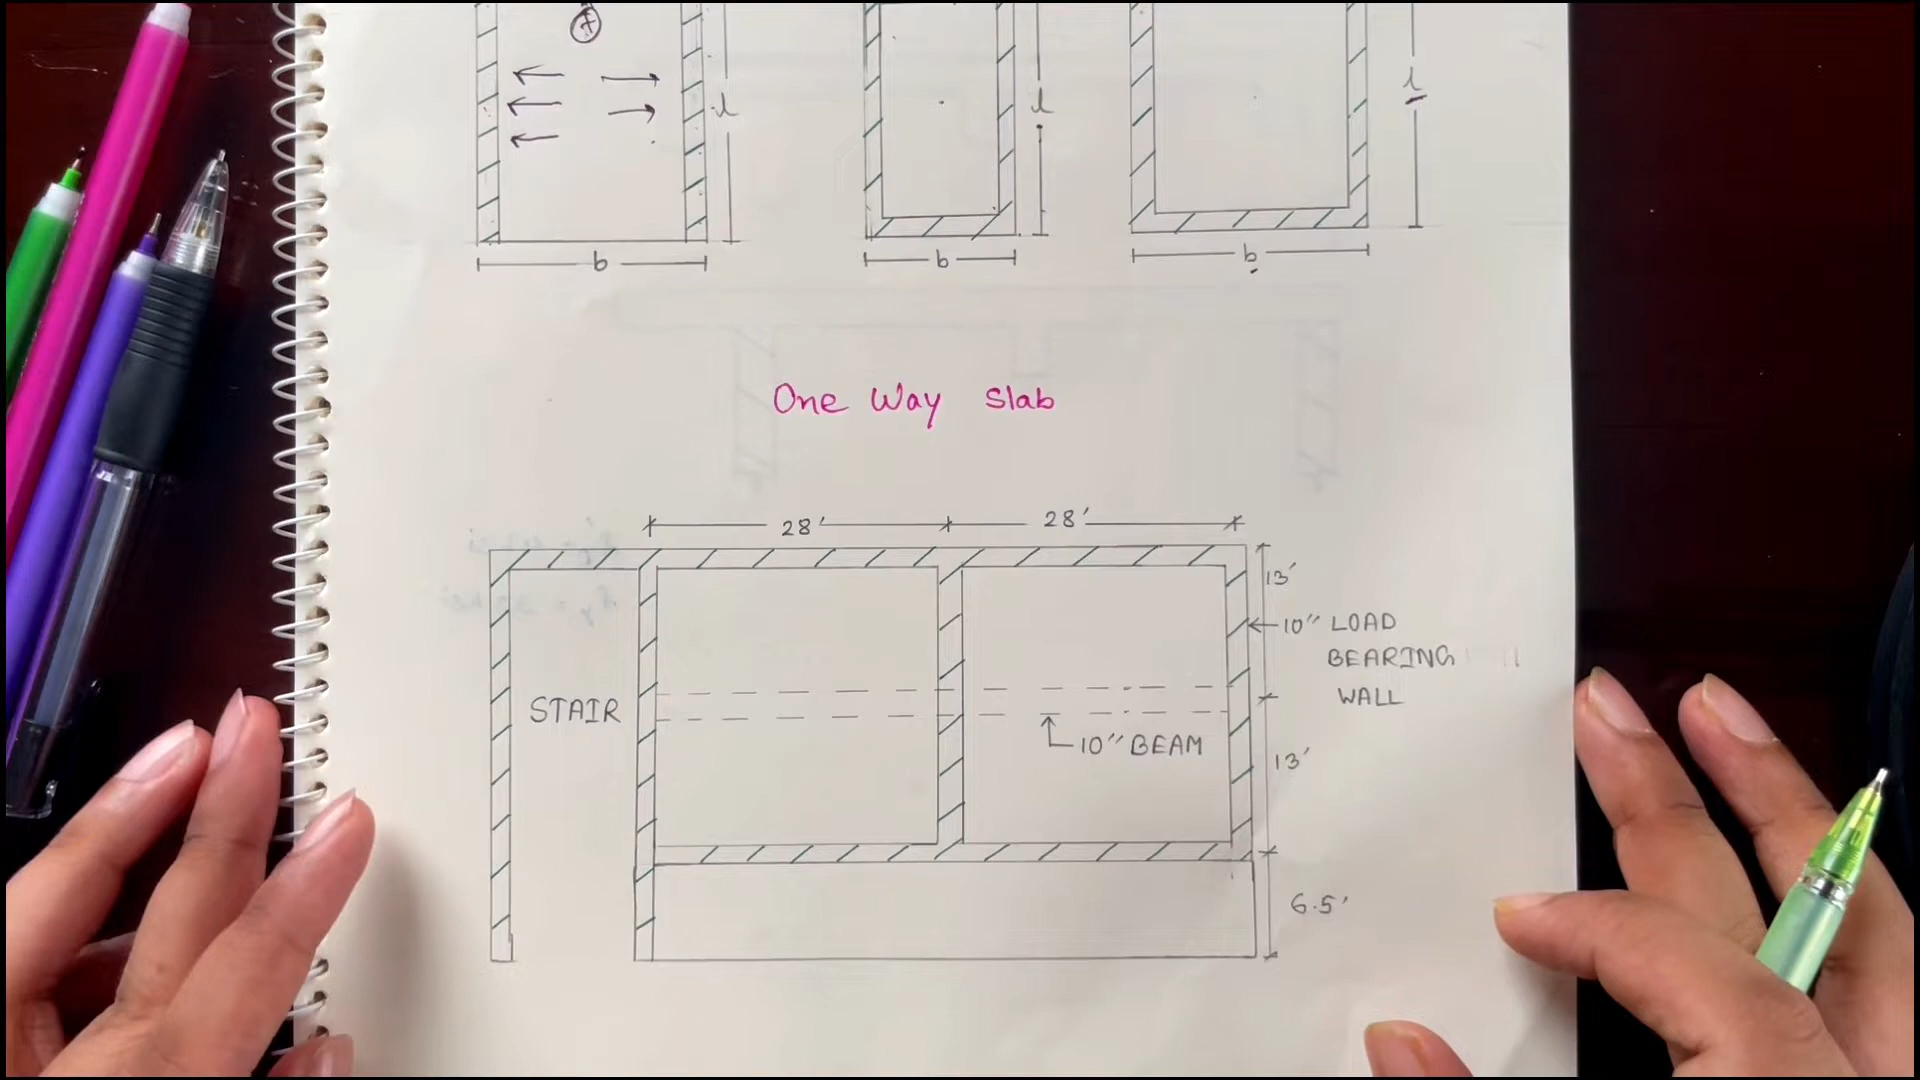 l
l
l
b
b
b
One Way Slab
28'
28'
13'
10" LOAD
BEARING
WALL
STAIR
10" BEAM
13'
6.5'